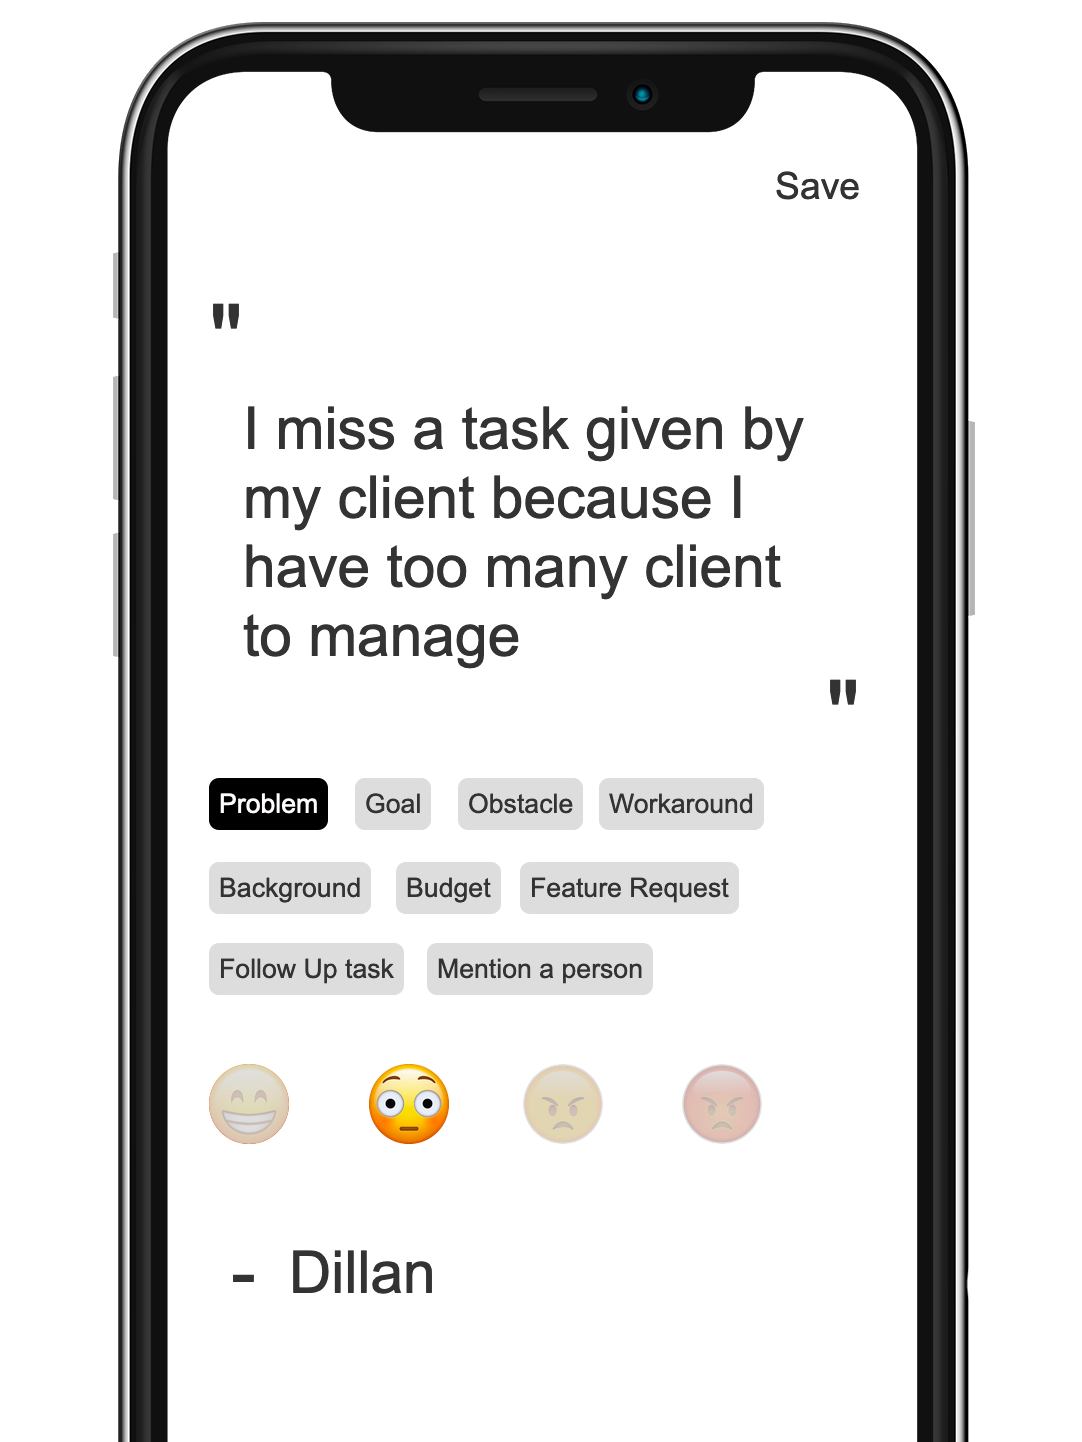 Save
"
I miss a task given by
my client because I
have too many client
to manage
"
Problem Goal Obstacle Workaround
Background Budget Feature Request
Follow Up task Mention a person
- Dillan